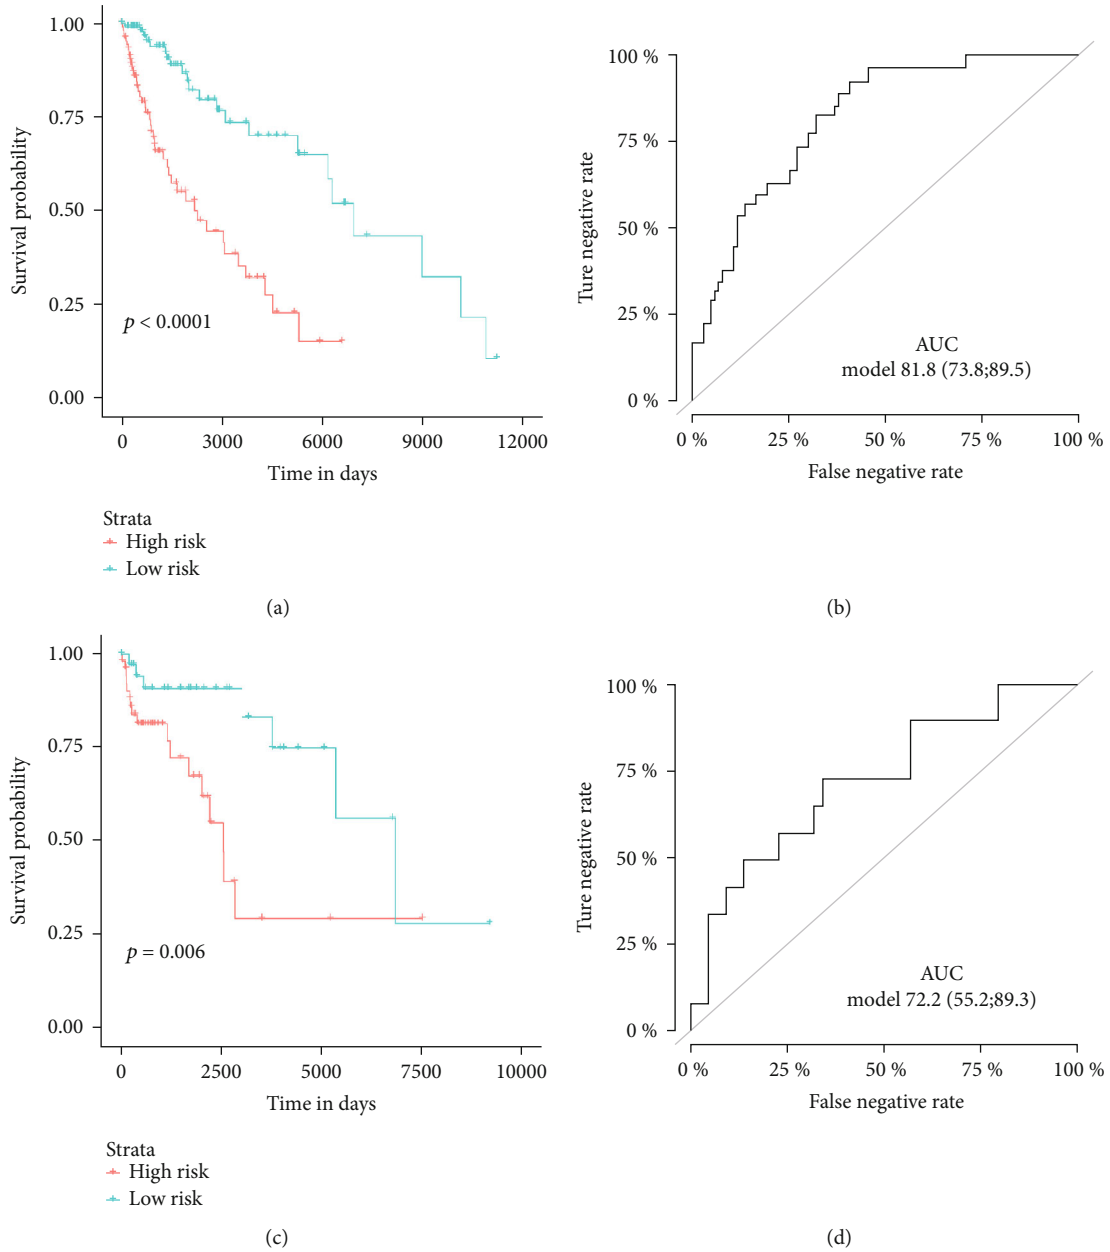 1.00
0.75
0.50
0.25
0.00
Survival probability
p < 0.0001
0 3000 6000 9000 12000
Time in days
Strata
High risk
Low risk
(a)
100 %
75 %
50 %
25 %
0 %
Ture negative rate
AUC
model 81.8 (73.8;89.5)
0 % 25 % 50 % 75 % 100 %
False negative rate
(b)
1.00
0.75
0.50
0.25
0.00
Survival probability
p = 0.006
0 2500 5000 7500 10000
Time in days
Strata
High risk
Low risk
(c)
100 %
75 %
50 %
25 %
0 %
Ture negative rate
AUC
model 72.2 (55.2;89.3)
0 % 25 % 50 % 75 % 100 %
False negative rate
(d)